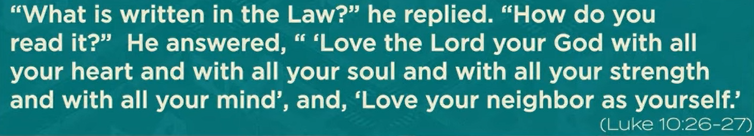 “What is written in the Law?” he replied. “How do you
read it?”  He answered, “ ‘Love the Lord your God with all
your heart and with all your soul and with all your strength
and with all your mind’, and, ‘Love your neighbor as yourself.’
(Luke 10:26-27)